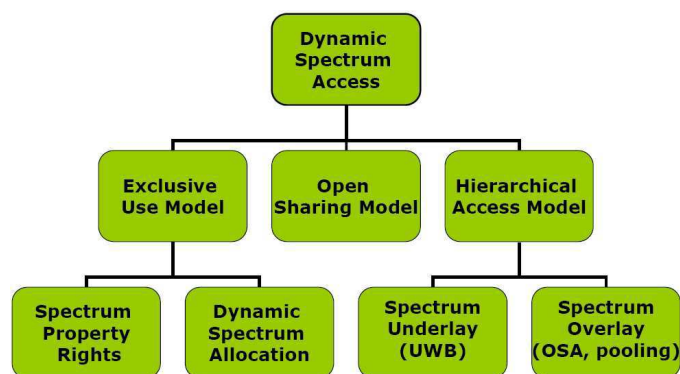 Dynamic
Spectrum
Access
Exclusive
Use Model
Open
Sharing Model
Hierarchical
Access Model
Spectrum
Property
Rights
Dynamic
Spectrum
Allocation
Spectrum
Underlay
(UWB)
Spectrum
Overlay
(OSA, pooling)